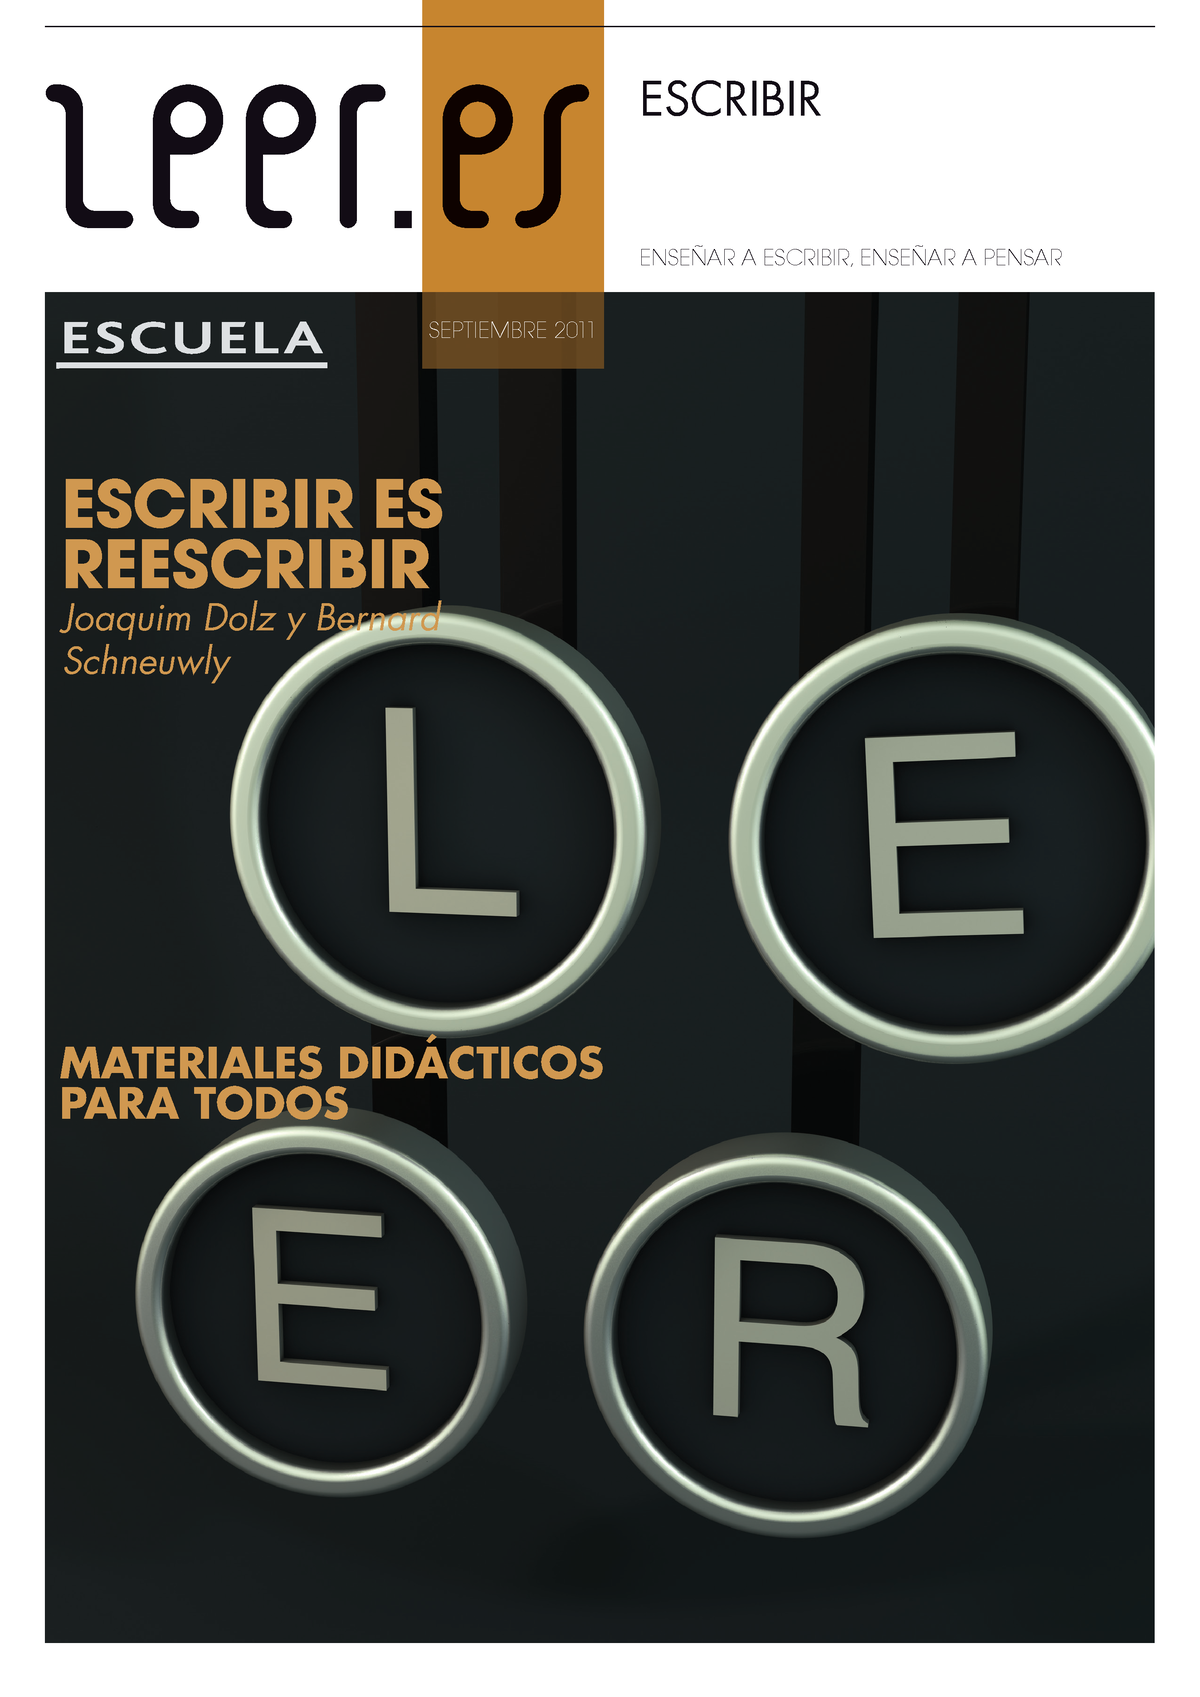 Leer.es
ESCRIBIR
ENSEÑAR A ESCRIBIR, ENSEÑAR A PENSAR
ESCUELA
SEPTIEMBRE 2011
ESCRIBIR ES
REESCRIBIR
Joaquim Dolz y Bernard
Schneuwly
L
E
MATERIALES DIDÁCTICOS
PARA TODOS
E
R